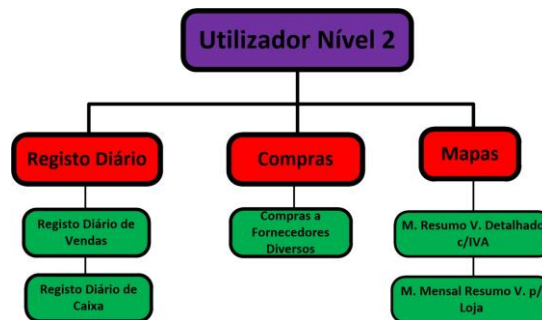 Utilizador Nível 2
Registo Diário
Compras
Mapas
Registo Diário de
Vendas
Compras a
Fornecedores
Diversos
M. Resumo V. Detalhado
c/IVA
Registo Diário de
Caixa
M. Mensal Resumo V. p/
Loja